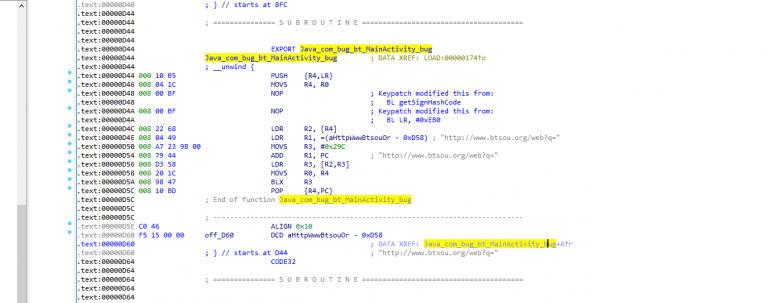 .text:00000D40 ; } // starts at BFC
.text:00000D44
.text:00000D44 ; =============== S U B R O U T I N E =======================================
.text:00000D44
.text:00000D44
.text:00000D44 EXPORT Java_com_bug_bt_MainActivity_bug
.text:00000D44 Java_com_bug_bt_MainActivity_bug ; DATA XREF: LOAD:00000174↑o
.text:00000D44 ; __unwind {
.text:00000D44 000 10 B5 PUSH {R4,LR}
.text:00000D46 008 04 1C MOVS R4, R0
.text:00000D48 008 00 BF NOP ; Keypatch modified this from:
.text:00000D48 ; BL getSignHashCode
.text:00000D4A 008 00 BF NOP ; Keypatch modified this from:
.text:00000D4A ; BL LR, #0xEB0
.text:00000D4C 008 22 68 LDR R2, [R4]
.text:00000D4E 008 04 49 LDR R1, =(aHttpWwwBtsouOr - 0xD58) ; "http://www.btsou.org/web?q="
.text:00000D50 008 A7 23 9B 00 MOVS R3, #0x29C
.text:00000D54 008 79 44 ADD R1, PC ; "http://www.btsou.org/web?q="
.text:00000D56 008 D3 58 LDR R3, [R2,R3]
.text:00000D58 008 20 1C MOVS R0, R4
.text:00000D5A 008 98 47 BLX R3
.text:00000D5C 008 10 BD POP {R4,PC}
.text:00000D5C ; End of function Java_com_bug_bt_MainActivity_bug
.text:00000D5C
.text:00000D5C ; ---------------------------------------------------------------------------
.text:00000D5E C0 46 ALIGN 0x10
.text:00000D60 F5 15 00 00 off_D60 DCD aHttpWwwBtsouOr - 0xD58
.text:00000D60 ; DATA XREF: Java_com_bug_bt_MainActivity_bug+A↑r
.text:00000D60 ; } // starts at D44 ; "http://www.btsou.org/web?q="
.text:00000D64 CODE32
.text:00000D64
.text:00000D64 ; =============== S U B R O U T I N E =======================================
.text:00000D64